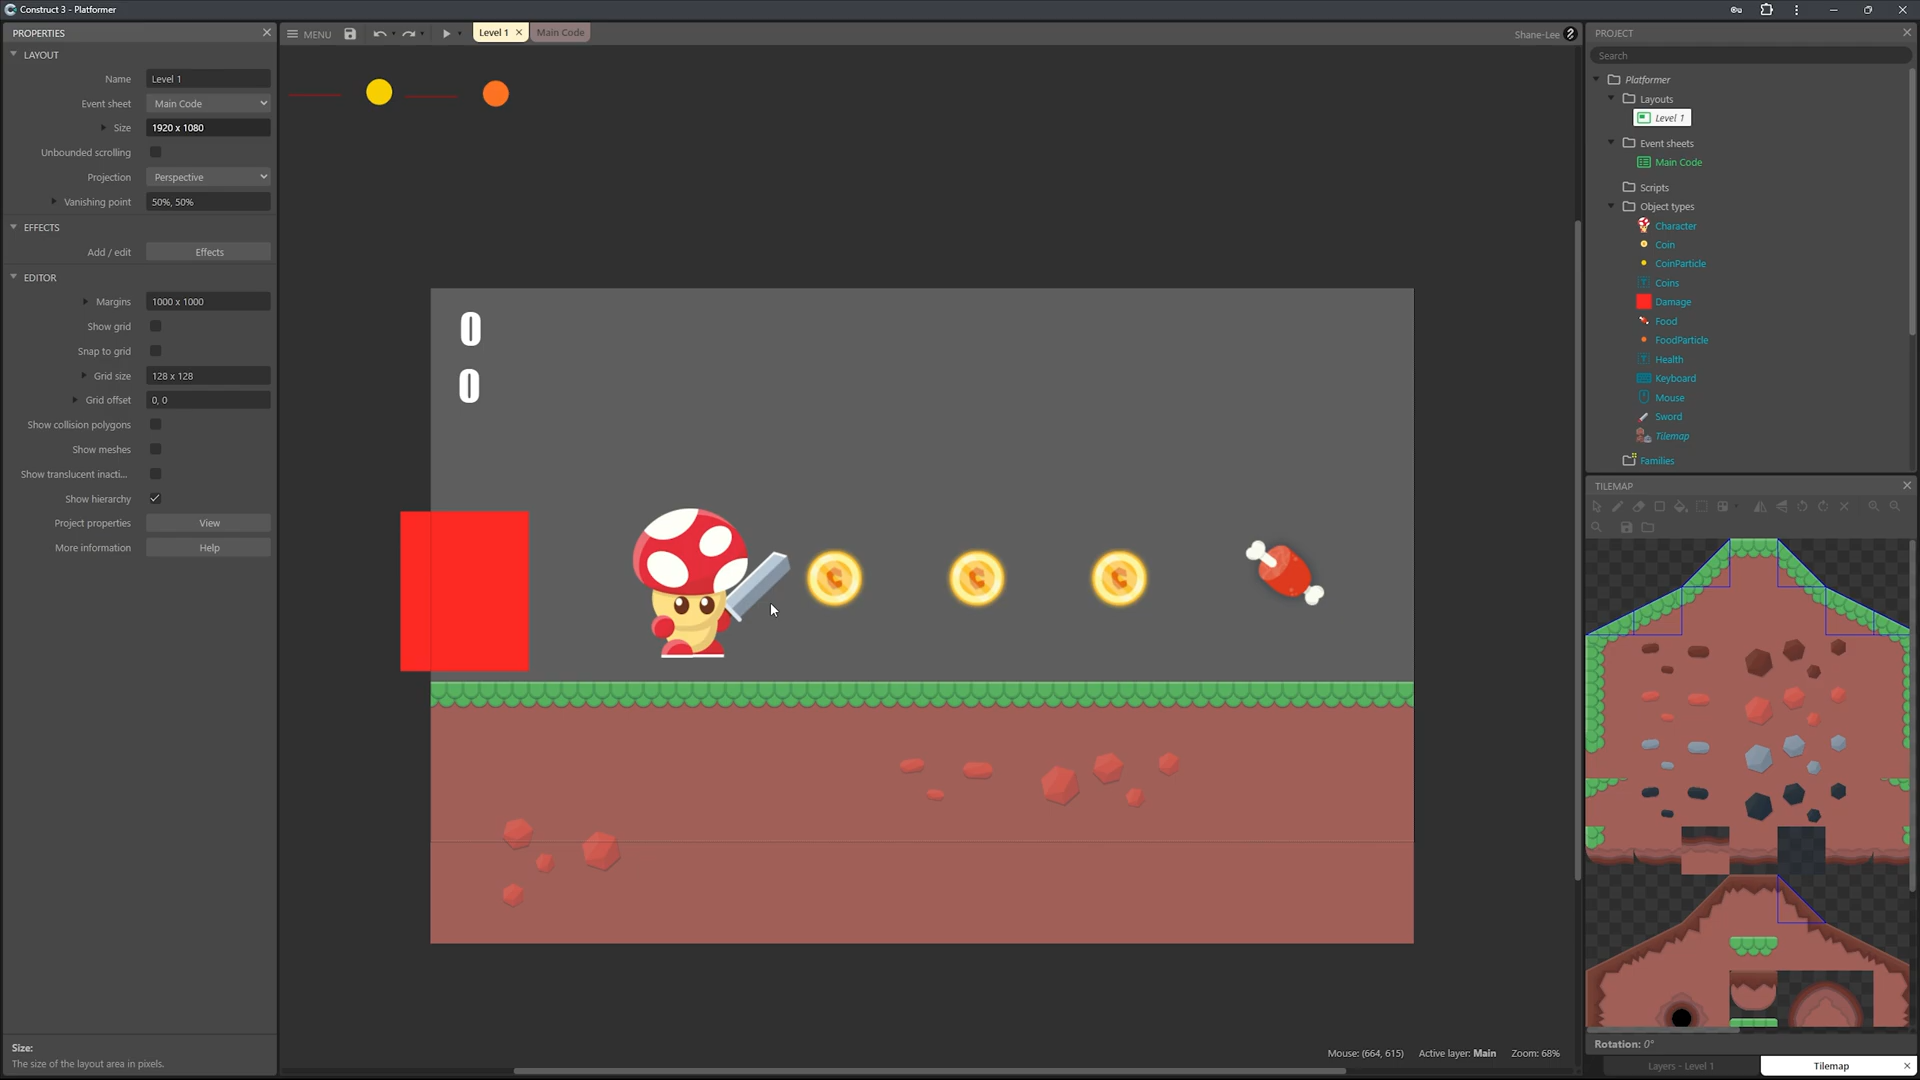 Construct 3 - Platformer
PROPERTIES
LAYOUT
Name Level 1
Event sheet Main Code
Size 1920 x 1080
Unbounded scrolling
Projection Perspective
Vanishing point 50%, 50%
EFFECTS
Add / edit Effects
EDITOR
Margins 1000 x 1000
Show grid
Snap to grid
Grid size 128 x 128
Grid offset 0, 0
Show collision polygons
Show meshes
Show translucent inacti...
Show hierarchy
Project properties View
More information Help
Size:
The size of the layout area in pixels.
MENU
Level 1
Main Code
Shane-Lee
0
0
Mouse: (664, 615) Active layer: Main Zoom: 68%
PROJECT
Search
Platformer
Layouts
Level 1
Event sheets
Main Code
Scripts
Object types
Character
Coin
CoinParticle
Coins
Damage
Food
FoodParticle
Health
Keyboard
Mouse
Sword
Tilemap
Families
TILEMAP
Rotation: 0°
Layers - Level 1
Tilemap